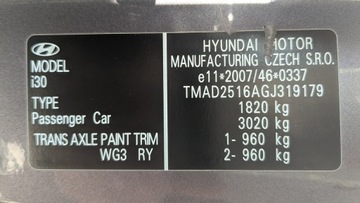 HYUNDAI MOTOR
MANUFACTURING CZECH S.R.O.
e11*2007/46*0337
TMAD2516AGJ319179
1820 kg
3020 kg
1- 960 kg
2- 960 kg
MODEL
i30
TYPE
Passenger Car
TRANS AXLE PAINT TRIM
WG3 RY